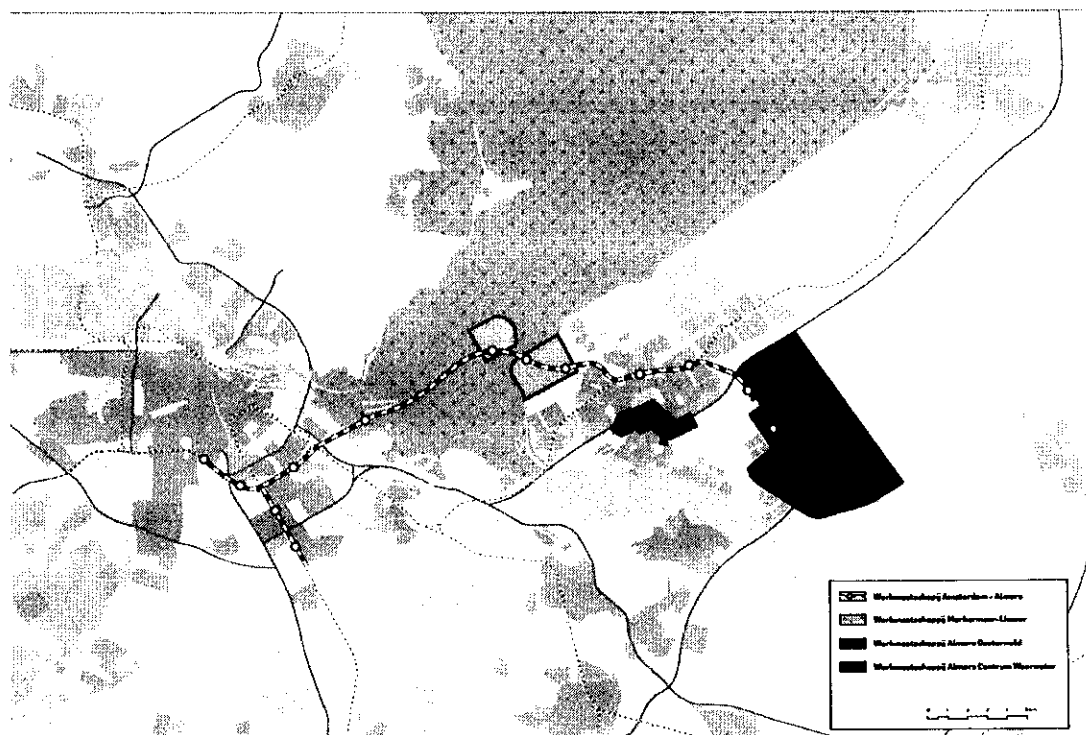 Werkmaatschappij Amsterdam - Almere
Werkmaatschappij Markermeer-IJmeer
Werkmaatschappij Almere Oosterwold
Werkmaatschappij Almere Centrum Weerwater